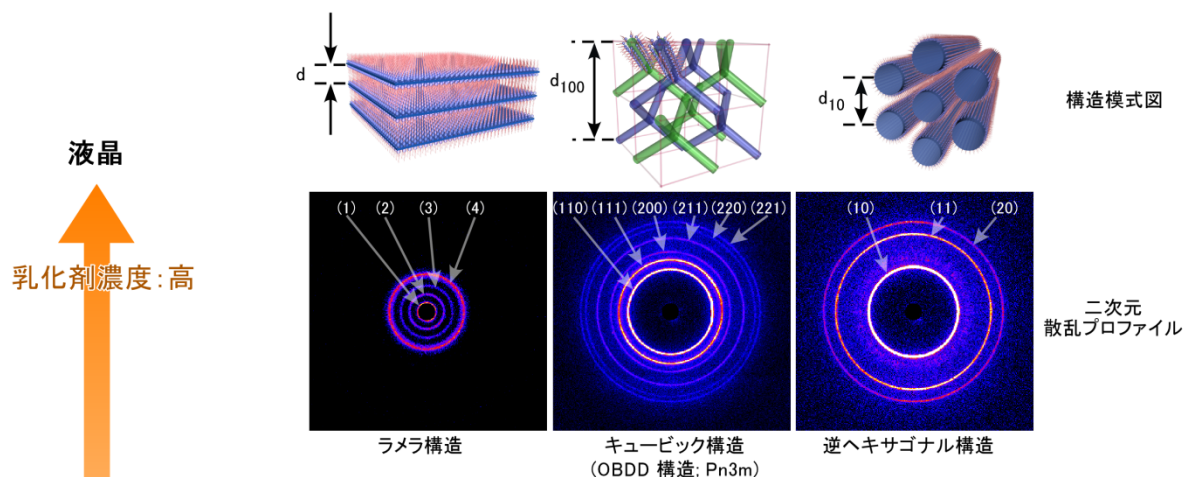 d
d100
d10
構造模式図
液晶
乳化剤濃度：高
(1) (2) (3) (4)
(110) (111) (200) (211) (220) (221)
(10) (11) (20)
二次元
散乱プロファイル
ラメラ構造
キュービック構造
(OBDD 構造; Pn3m)
逆ヘキサゴナル構造